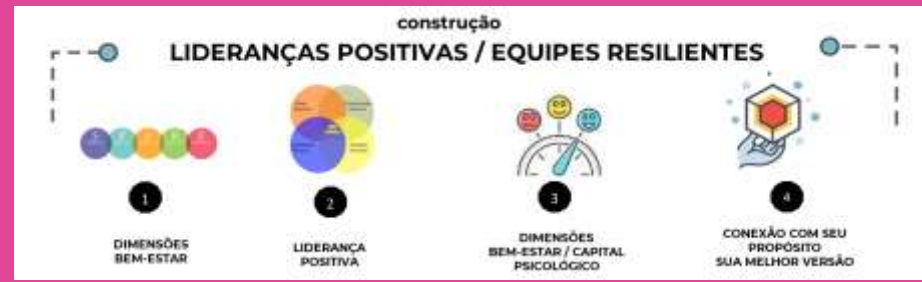 construção
LIDERANÇAS POSITIVAS / EQUIPES RESILIENTES
1
2
3
4
DIMENSÕES
BEM-ESTAR
LIDERANÇA
POSITIVA
DIMENSÕES
BEM-ESTAR / CAPITAL
PSICOLÓGICO
CONEXÃO COM SEU
PROPÓSITO
SUA MELHOR VERSÃO